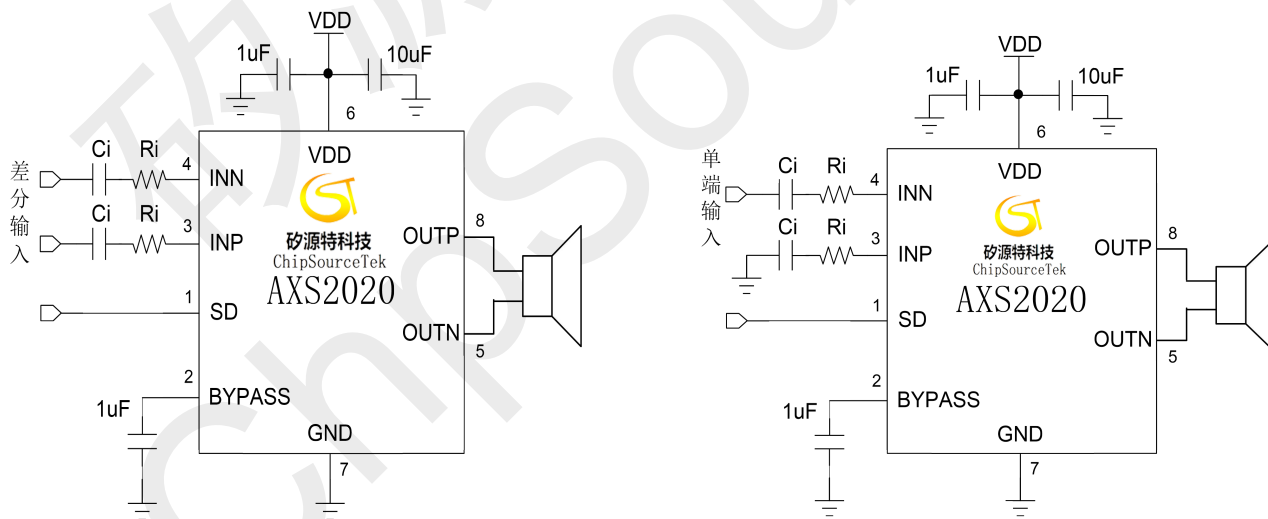 VDD
1uF
10uF
6
差分输入
Ci
Ri
4
VDD
INN
Ci
Ri
3
INP
矽源特科技
ChipSourceTek
AXS2020
OUTP
8
1
SD
OUTN
5
2
BYPASS
1uF
GND
7
VDD
1uF
10uF
6
单端输入
Ci
Ri
4
VDD
INN
Ci
Ri
3
INP
矽源特科技
ChipSourceTek
AXS2020
OUTP
8
1
SD
OUTN
5
2
BYPASS
1uF
GND
7